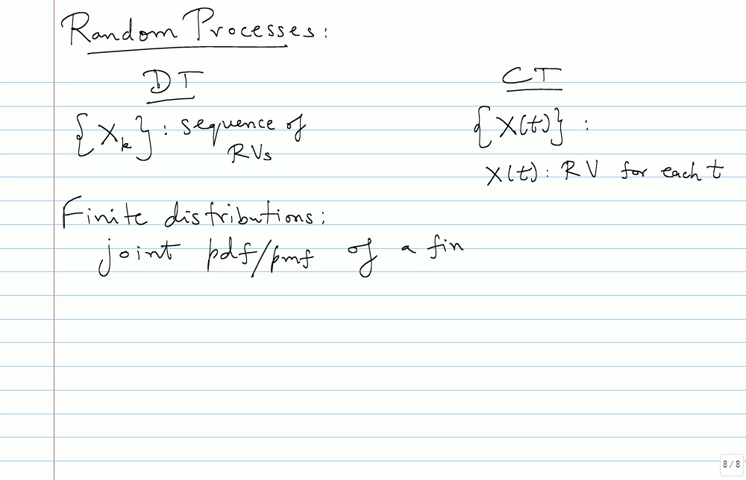 Random Processes:
DT
CT
{X_k}: sequence of RVs
{X(t)}:
X(t): RV for each t
Finite distributions:
joint pdf/pmf of a fin
8/8